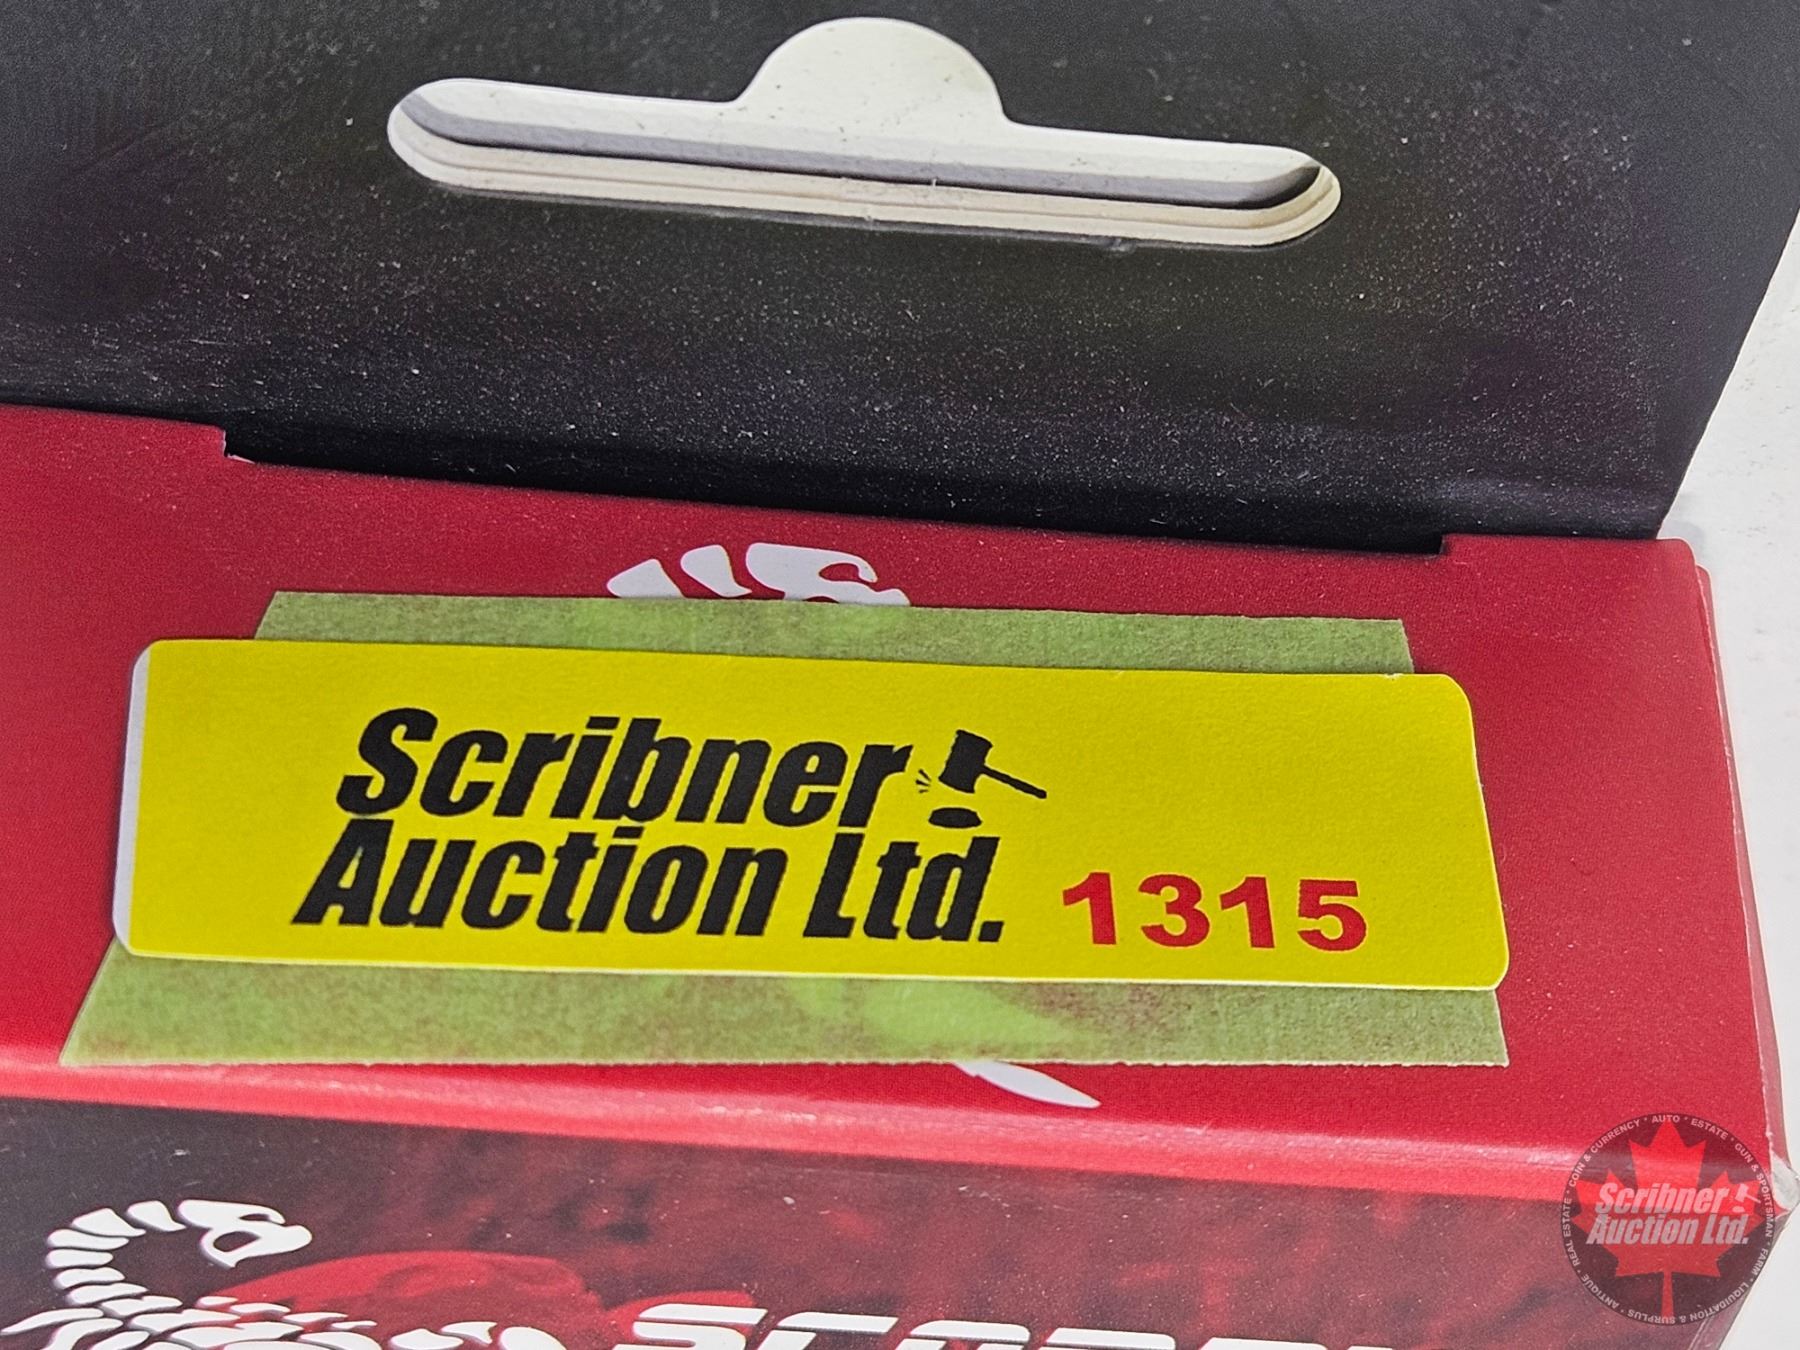 Scribner
Auction Ltd. 1315
COIN & CURRENCY * AUTO * ESTATE * GUN & SPORTSMAN * FARM * LIQUIDATION & SURPLUS * ANTIQUE * REAL ESTATE *
Scribner
Auction Ltd.